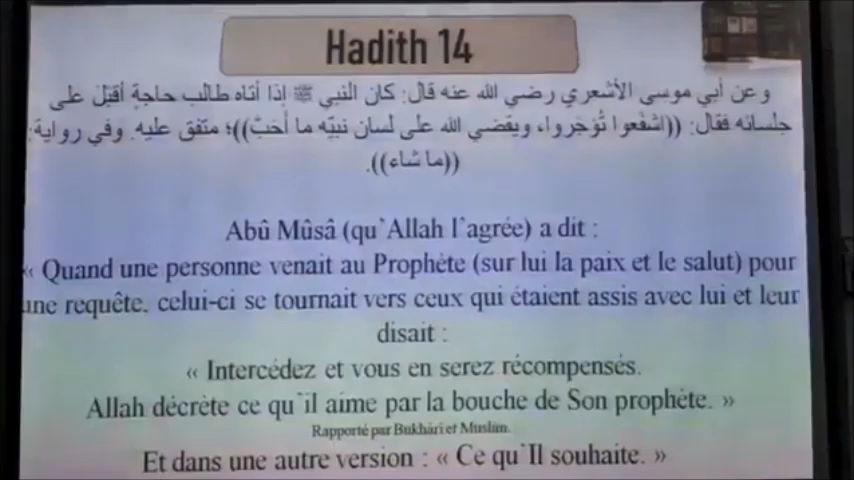 Hadith 14
وعن أبي موسى الأشعري رضي الله عنه قال: كان النبي ﷺ إذا أتاه طالب حاجة أقبل على
جلسائه فقال: ((اشفعوا تُؤجَروا، ويقضي الله على لسان نبيّه ما أحَبَّ))؛ متفق عليه. وفي رواية:
((ما شاء)).
Abû Mûsâ (qu'Allah l'agrée) a dit :
« Quand une personne venait au Prophète (sur lui la paix et le salut) pour
une requête, celui-ci se tournait vers ceux qui étaient assis avec lui et leur
disait :
« Intercédez et vous en serez récompensés.
Allah décrète ce qu'il aime par la bouche de Son prophète. »
Rapporté par Bukhârî et Muslim.
Et dans une autre version : « Ce qu'Il souhaite. »